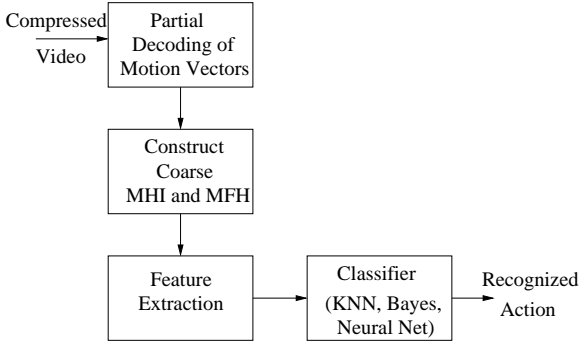 Compressed
Video
Partial
Decoding of
Motion Vectors
Construct
Coarse
MHI and MFH
Feature
Extraction
Classifier
(KNN, Bayes,
Neural Net)
Recognized
Action